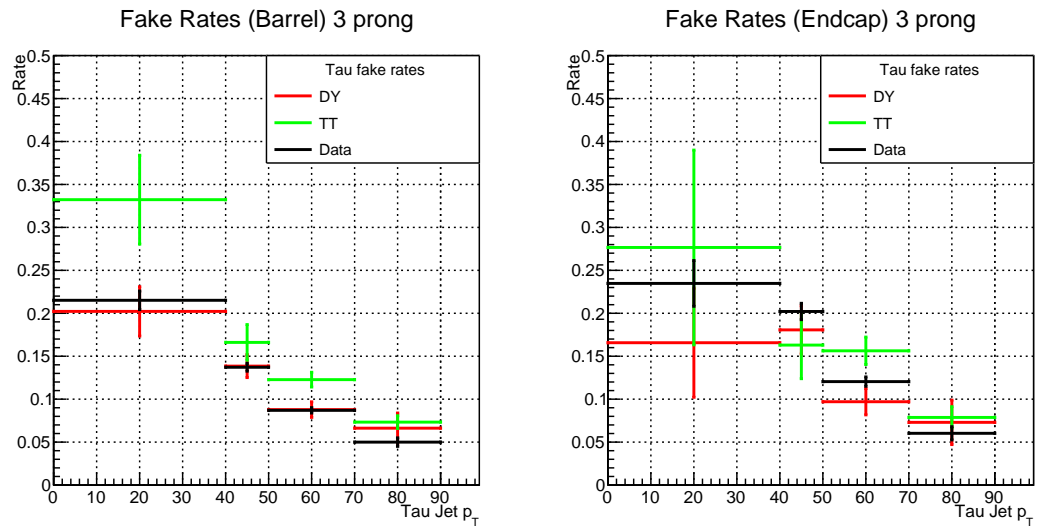 Fake Rates (Barrel) 3 prong
Rate
0.5
0.45
0.4
0.35
0.3
0.25
0.2
0.15
0.1
0.05
0
Tau fake rates
DY
TT
Data
0 10 20 30 40 50 60 70 80 90
Tau Jet p_T
Fake Rates (Endcap) 3 prong
Rate
0.5
0.45
0.4
0.35
0.3
0.25
0.2
0.15
0.1
0.05
0
Tau fake rates
DY
TT
Data
0 10 20 30 40 50 60 70 80 90
Tau Jet p_T